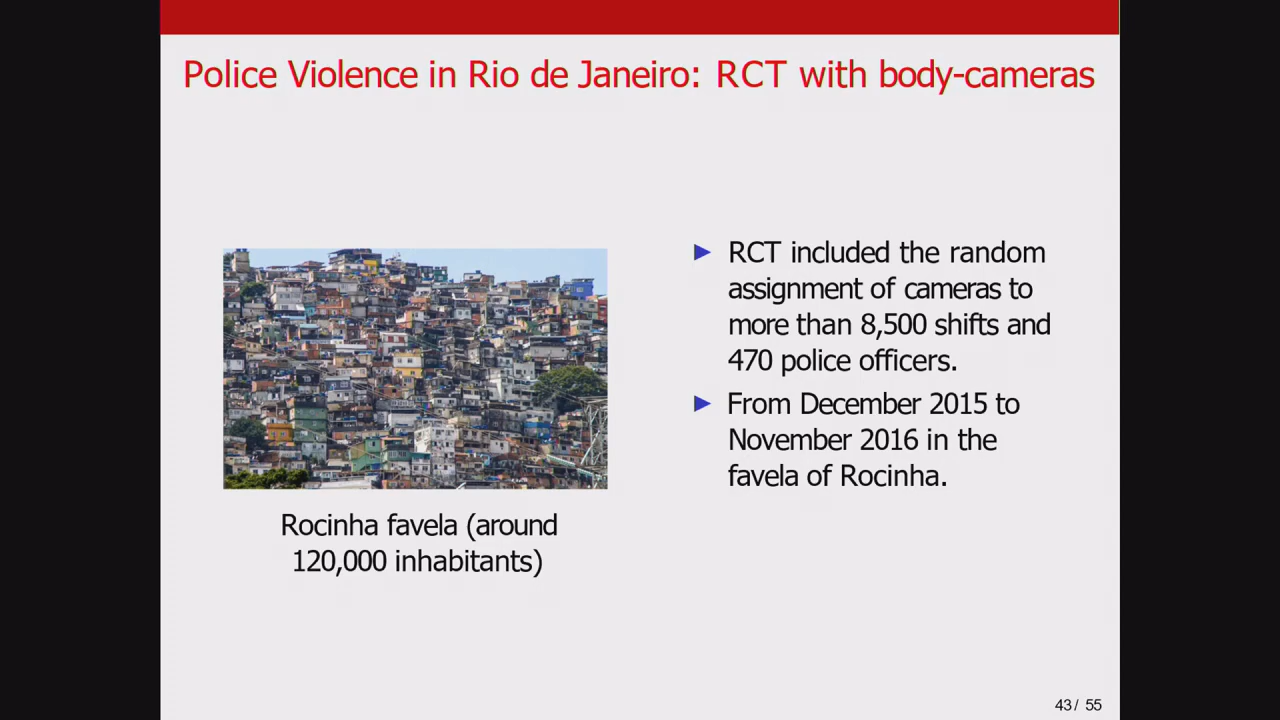 Police Violence in Rio de Janeiro: RCT with body-cameras
Rocinha favela (around
120,000 inhabitants)
► RCT included the random
assignment of cameras to
more than 8,500 shifts and
470 police officers.
► From December 2015 to
November 2016 in the
favela of Rocinha.
43 / 55